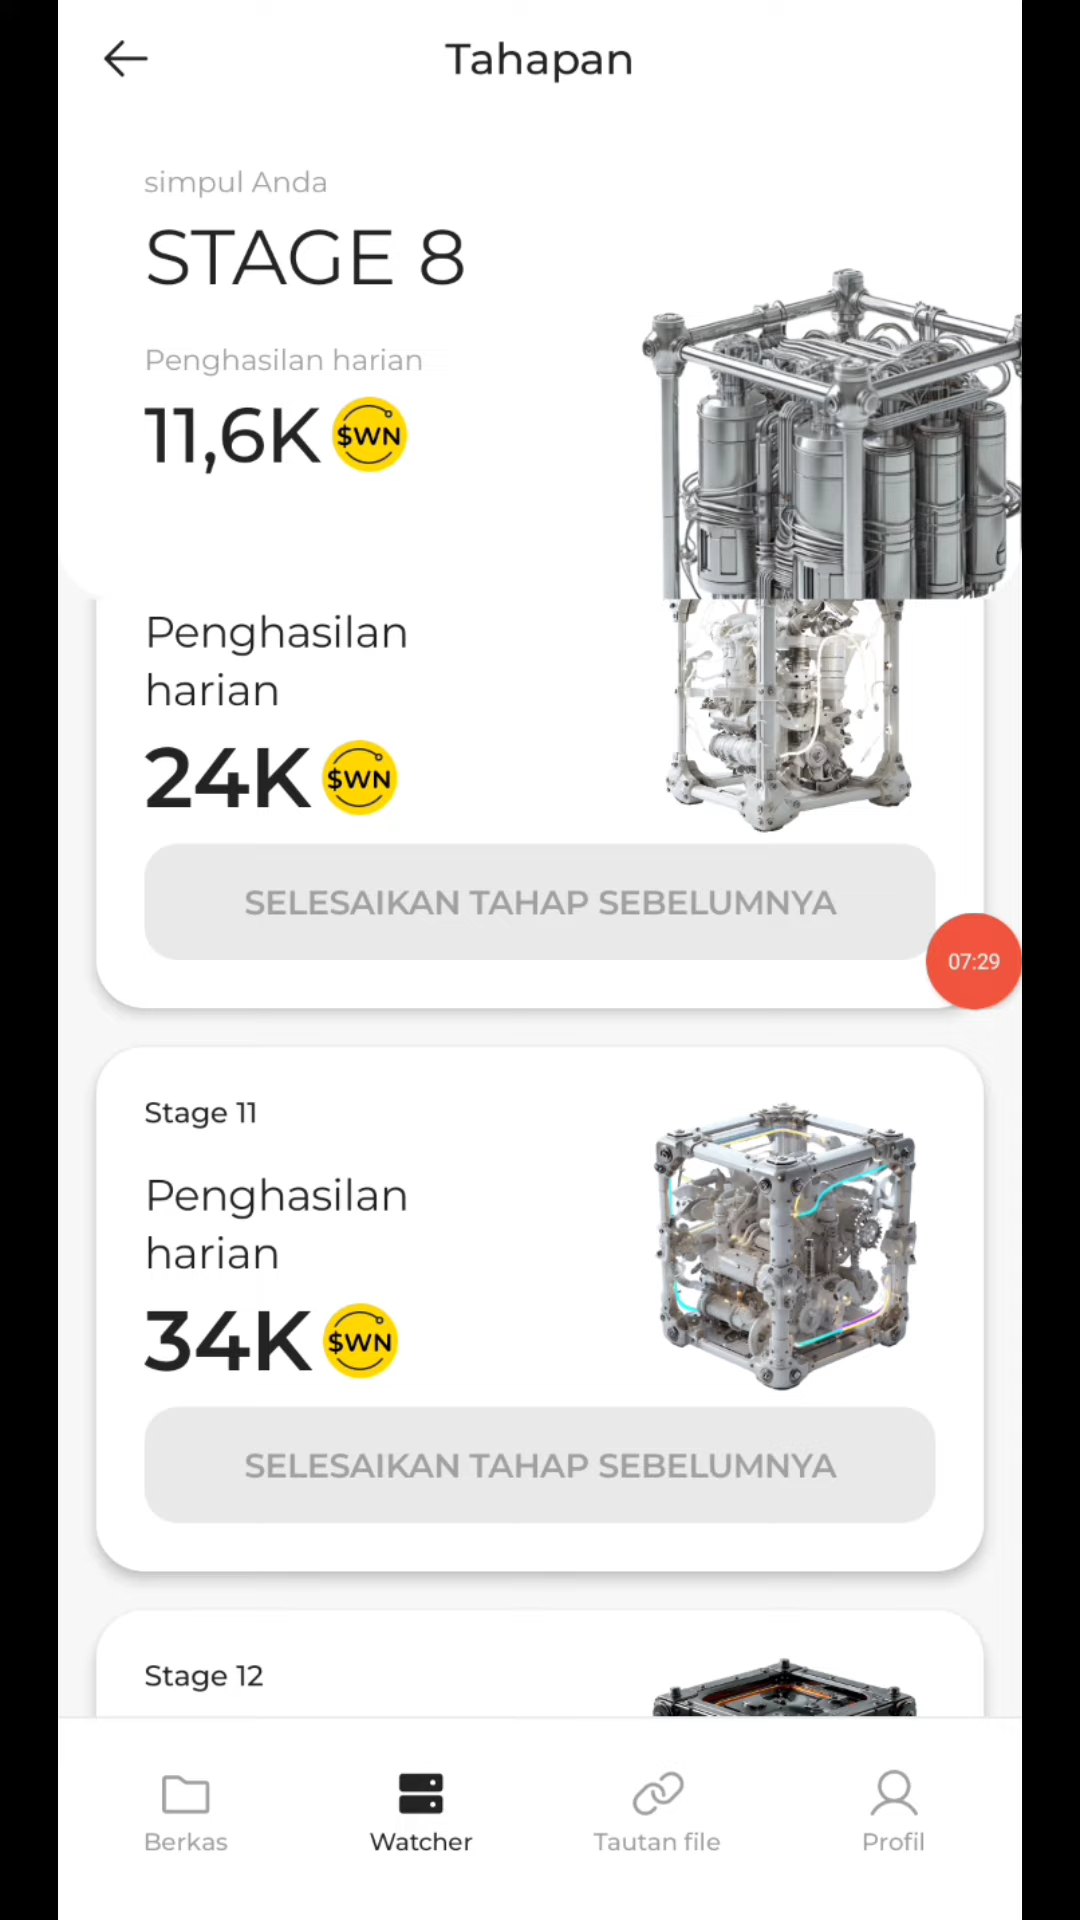 Tahapan
simpul Anda
STAGE 8
Penghasilan harian
11,6K $WN
Penghasilan
harian
24K $WN
SELESAIKAN TAHAP SEBELUMNYA
07:29
Stage 11
Penghasilan
harian
34K $WN
SELESAIKAN TAHAP SEBELUMNYA
Stage 12
Berkas
Watcher
Tautan file
Profil